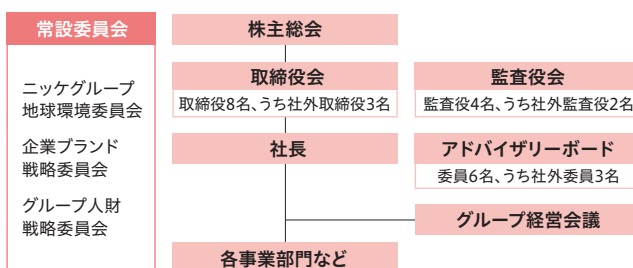 常設委員会
ニッケグループ
地球環境委員会
企業ブランド
戦略委員会
グループ人財
戦略委員会
株主総会
取締役会
取締役8名、うち社外取締役3名
監査役会
監査役4名、うち社外監査役2名
社長
アドバイザリーボード
委員6名、うち社外委員3名
グループ経営会議
各事業部門など